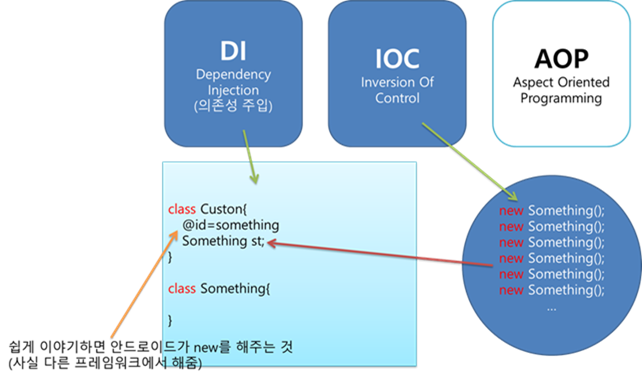 DI
Dependency
Injection
(의존성 주입)
IOC
Inversion Of
Control
AOP
Aspect Oriented
Programming
class Custon{
@id=something
Something st;
}
class Something{
}
new Something();
new Something();
new Something();
new Something();
new Something();
new Something();
...
쉽게 이야기하면 안드로이드가 new를 해주는 것
(사실 다른 프레임워크에서 해줌)